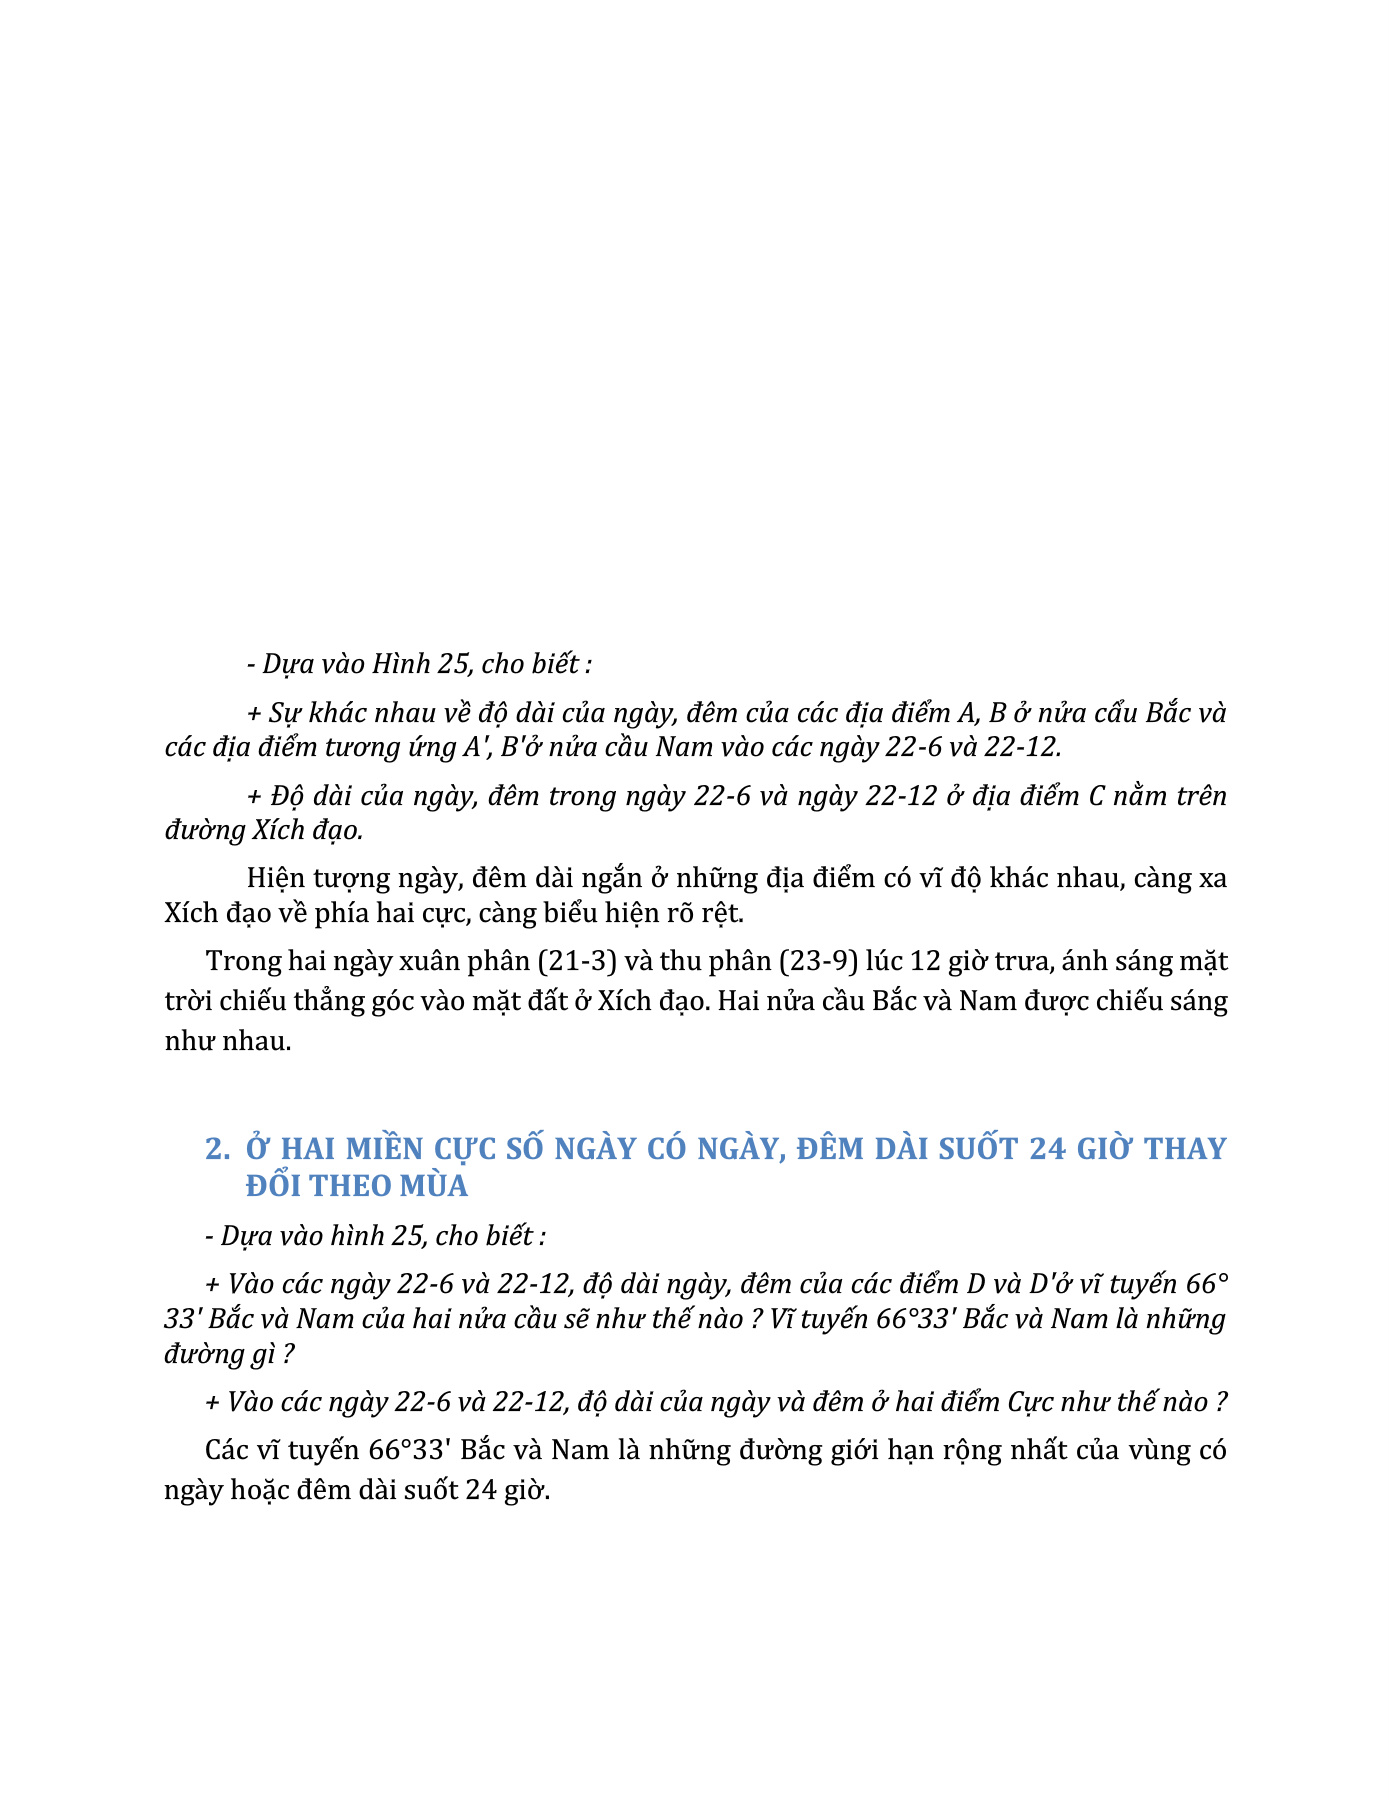 - Dựa vào Hình 25, cho biết :
+ Sự khác nhau về độ dài của ngày, đêm của các địa điểm A, B ở nửa cẩu Bắc và
các địa điểm tương ứng A', B'ở nửa cầu Nam vào các ngày 22-6 và 22-12.
+ Độ dài của ngày, đêm trong ngày 22-6 và ngày 22-12 ở địa điểm C nằm trên
đường Xích đạo.
Hiện tượng ngày, đêm dài ngắn ở những địa điểm có vĩ độ khác nhau, càng xa
Xích đạo về phía hai cực, càng biểu hiện rõ rệt.
Trong hai ngày xuân phân (21-3) và thu phân (23-9) lúc 12 giờ trưa, ánh sáng mặt
trời chiếu thẳng góc vào mặt đất ở Xích đạo. Hai nửa cầu Bắc và Nam được chiếu sáng
như nhau.
2. Ở HAI MIỀN CỰC SỐ NGÀY CÓ NGÀY, ĐÊM DÀI SUỐT 24 GIỜ THAY
ĐỔI THEO MÙA
- Dựa vào hình 25, cho biết :
+ Vào các ngày 22-6 và 22-12, độ dài ngày, đêm của các điểm D và D'ở vĩ tuyến 66°
33' Bắc và Nam của hai nửa cầu sẽ như thế nào ? Vĩ tuyến 66°33' Bắc và Nam là những
đường gì ?
+ Vào các ngày 22-6 và 22-12, độ dài của ngày và đêm ở hai điểm Cực như thế nào ?
Các vĩ tuyến 66°33' Bắc và Nam là những đường giới hạn rộng nhất của vùng có
ngày hoặc đêm dài suốt 24 giờ.